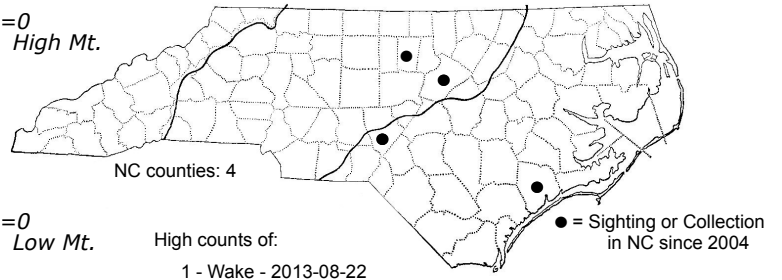 =0
High Mt.
NC counties: 4
=0
Low Mt.
High counts of:
1 - Wake - 2013-08-22
● = Sighting or Collection
in NC since 2004